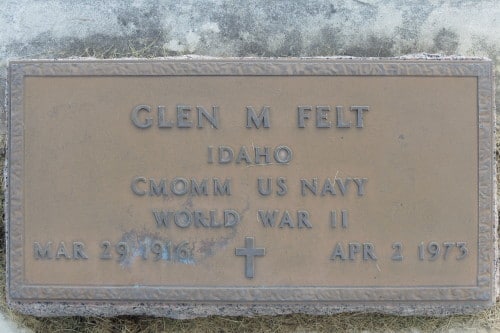 GLEN M FELT
IDAHO
CMOMM US NAVY
WORLD WAR II
MAR 29 1916 APR 2 1973